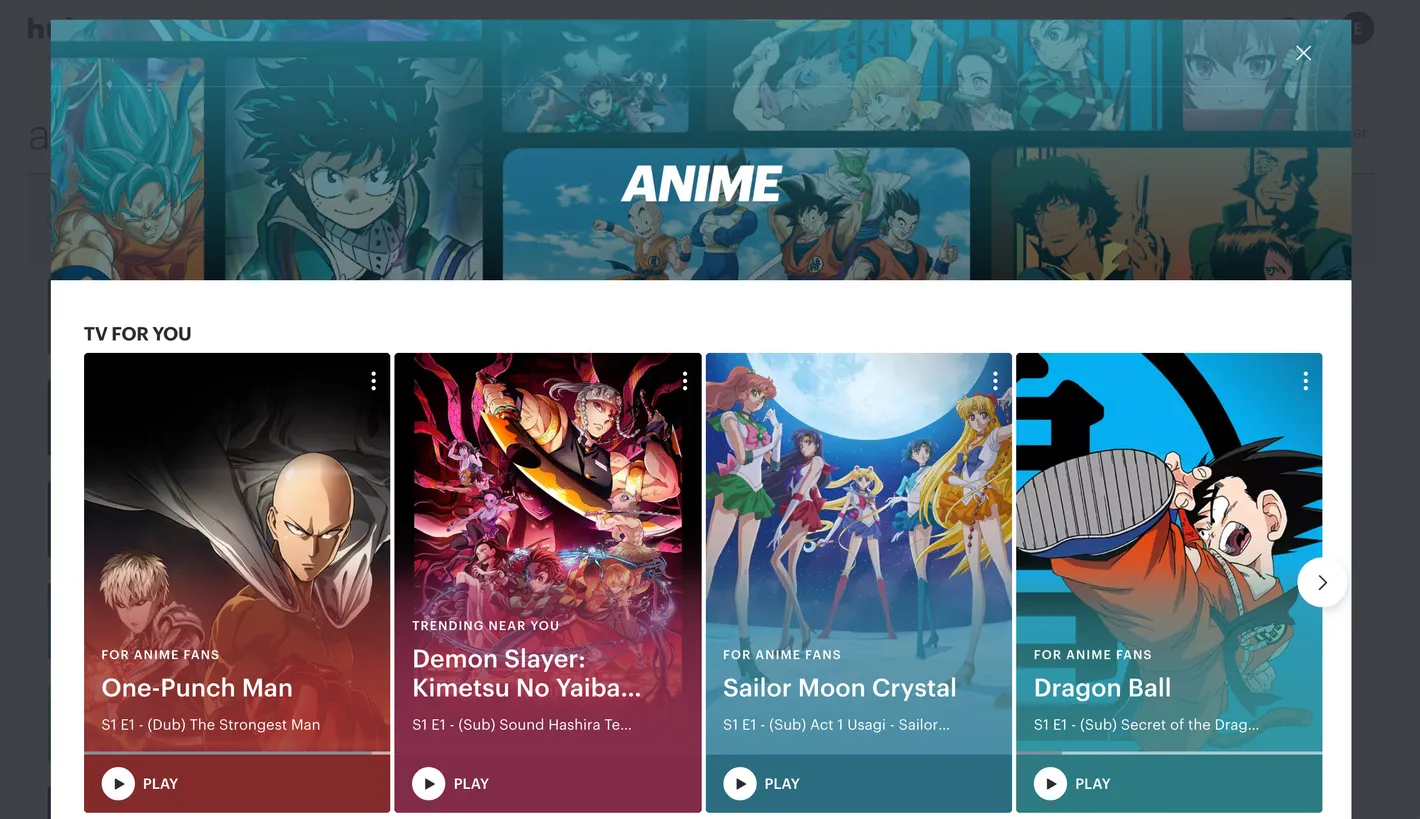 E
ANIME
TV FOR YOU
FOR ANIME FANS
One-Punch Man
S1 E1 - (Dub) The Strongest Man
PLAY
TRENDING NEAR YOU
Demon Slayer:
Kimetsu No Yaiba...
S1 E1 - (Sub) Sound Hashira Te...
PLAY
FOR ANIME FANS
Sailor Moon Crystal
S1 E1 - (Sub) Act 1 Usagi - Sailor...
PLAY
FOR ANIME FANS
Dragon Ball
S1 E1 - (Sub) Secret of the Drag...
PLAY